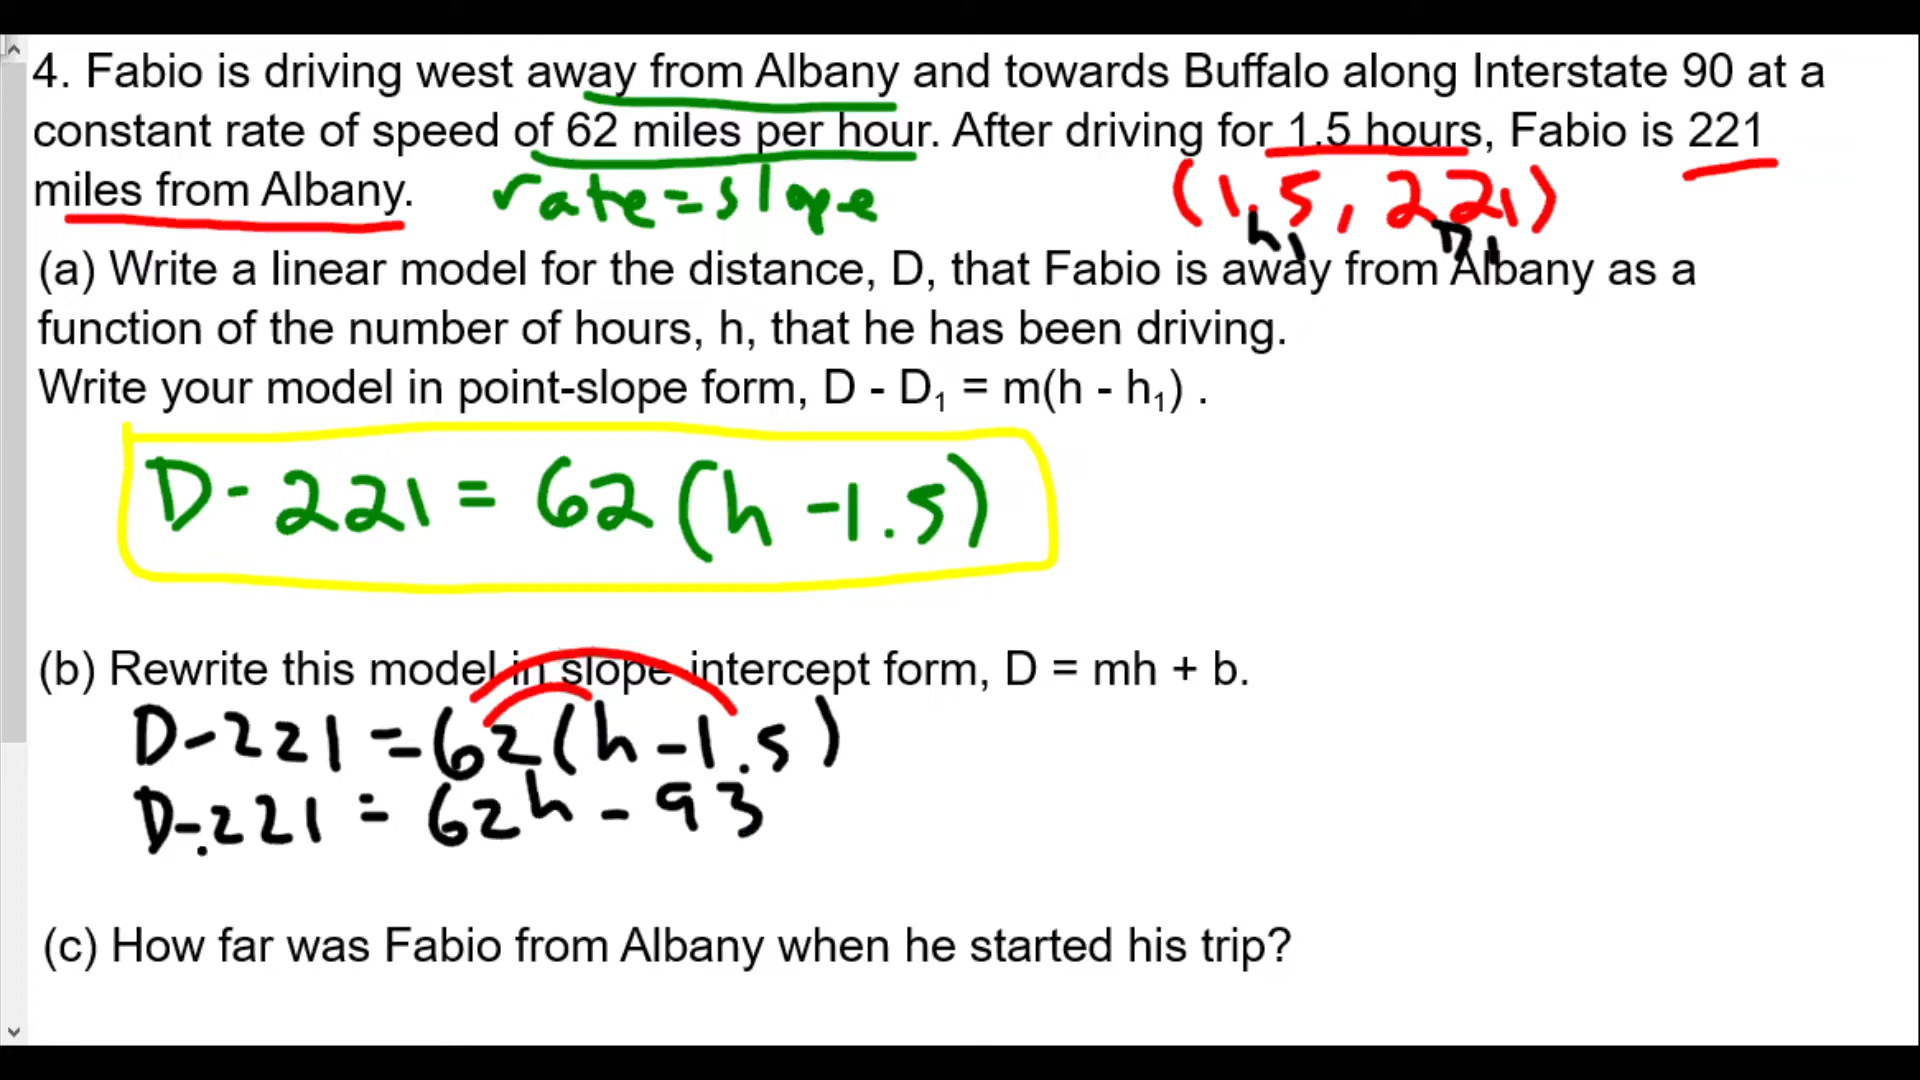 4. Fabio is driving west away from Albany and towards Buffalo along Interstate 90 at a
constant rate of speed of 62 miles per hour. After driving for 1.5 hours, Fabio is 221
miles from Albany.
rate = slope
(1.5, 221)
h₁ D₁
(a) Write a linear model for the distance, D, that Fabio is away from Albany as a
function of the number of hours, h, that he has been driving.
Write your model in point-slope form, D - D₁ = m(h - h₁) .
D - 221 = 62 (h - 1.5)
(b) Rewrite this model in slope intercept form, D = mh + b.
D - 221 = 62 (h - 1.5)
D - 221 = 62h - 93
(c) How far was Fabio from Albany when he started his trip?